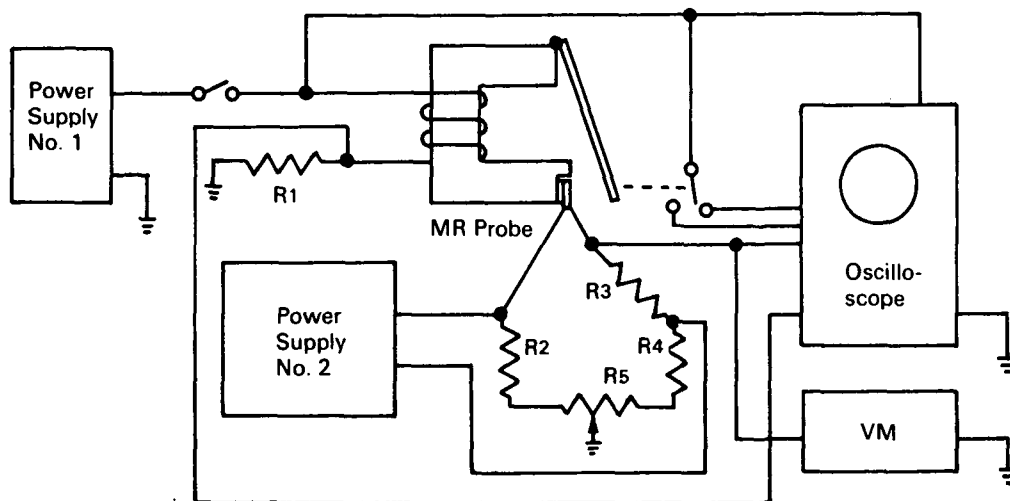 Power
Supply
No. 1
R1
MR Probe
Power
Supply
No. 2
R2
R3
R4
R5
Oscillo-
scope
VM